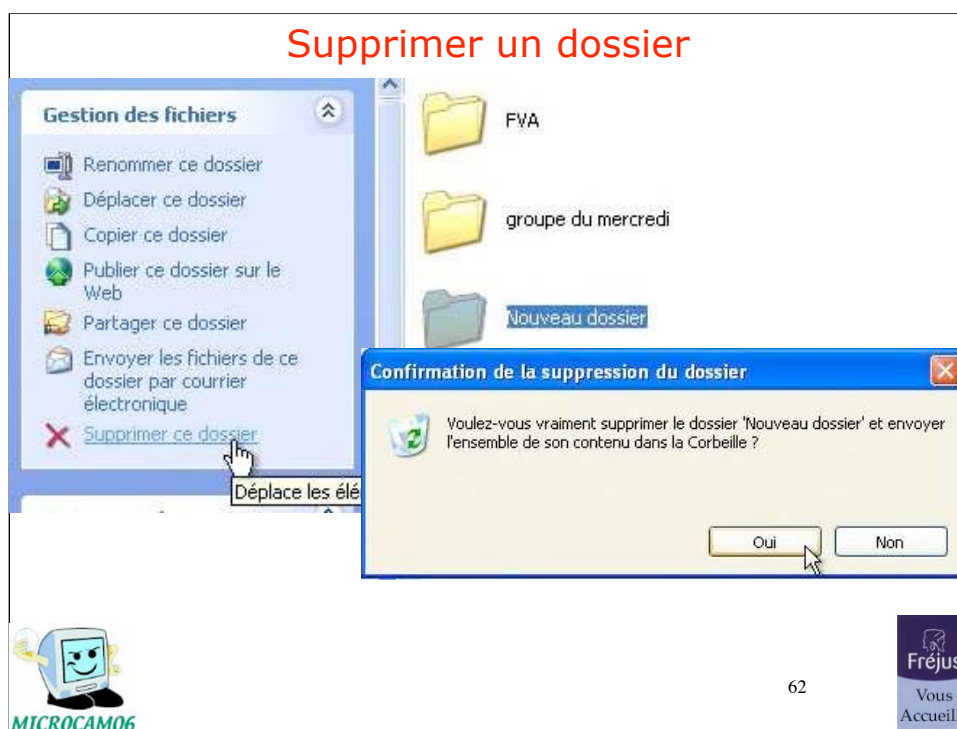 Supprimer un dossier
Gestion des fichiers
Renommer ce dossier
Déplacer ce dossier
Copier ce dossier
Publier ce dossier sur le
Web
Partager ce dossier
Envoyer les fichiers de ce
dossier par courrier
électronique
Supprimer ce dossier
Déplace les élé
FVA
groupe du mercredi
Nouveau dossier
Confirmation de la suppression du dossier
Voulez-vous vraiment supprimer le dossier 'Nouveau dossier' et envoyer
l'ensemble de son contenu dans la Corbeille ?
Oui
Non
MICROCAM06
62
Fréjus
Vous
Accueill